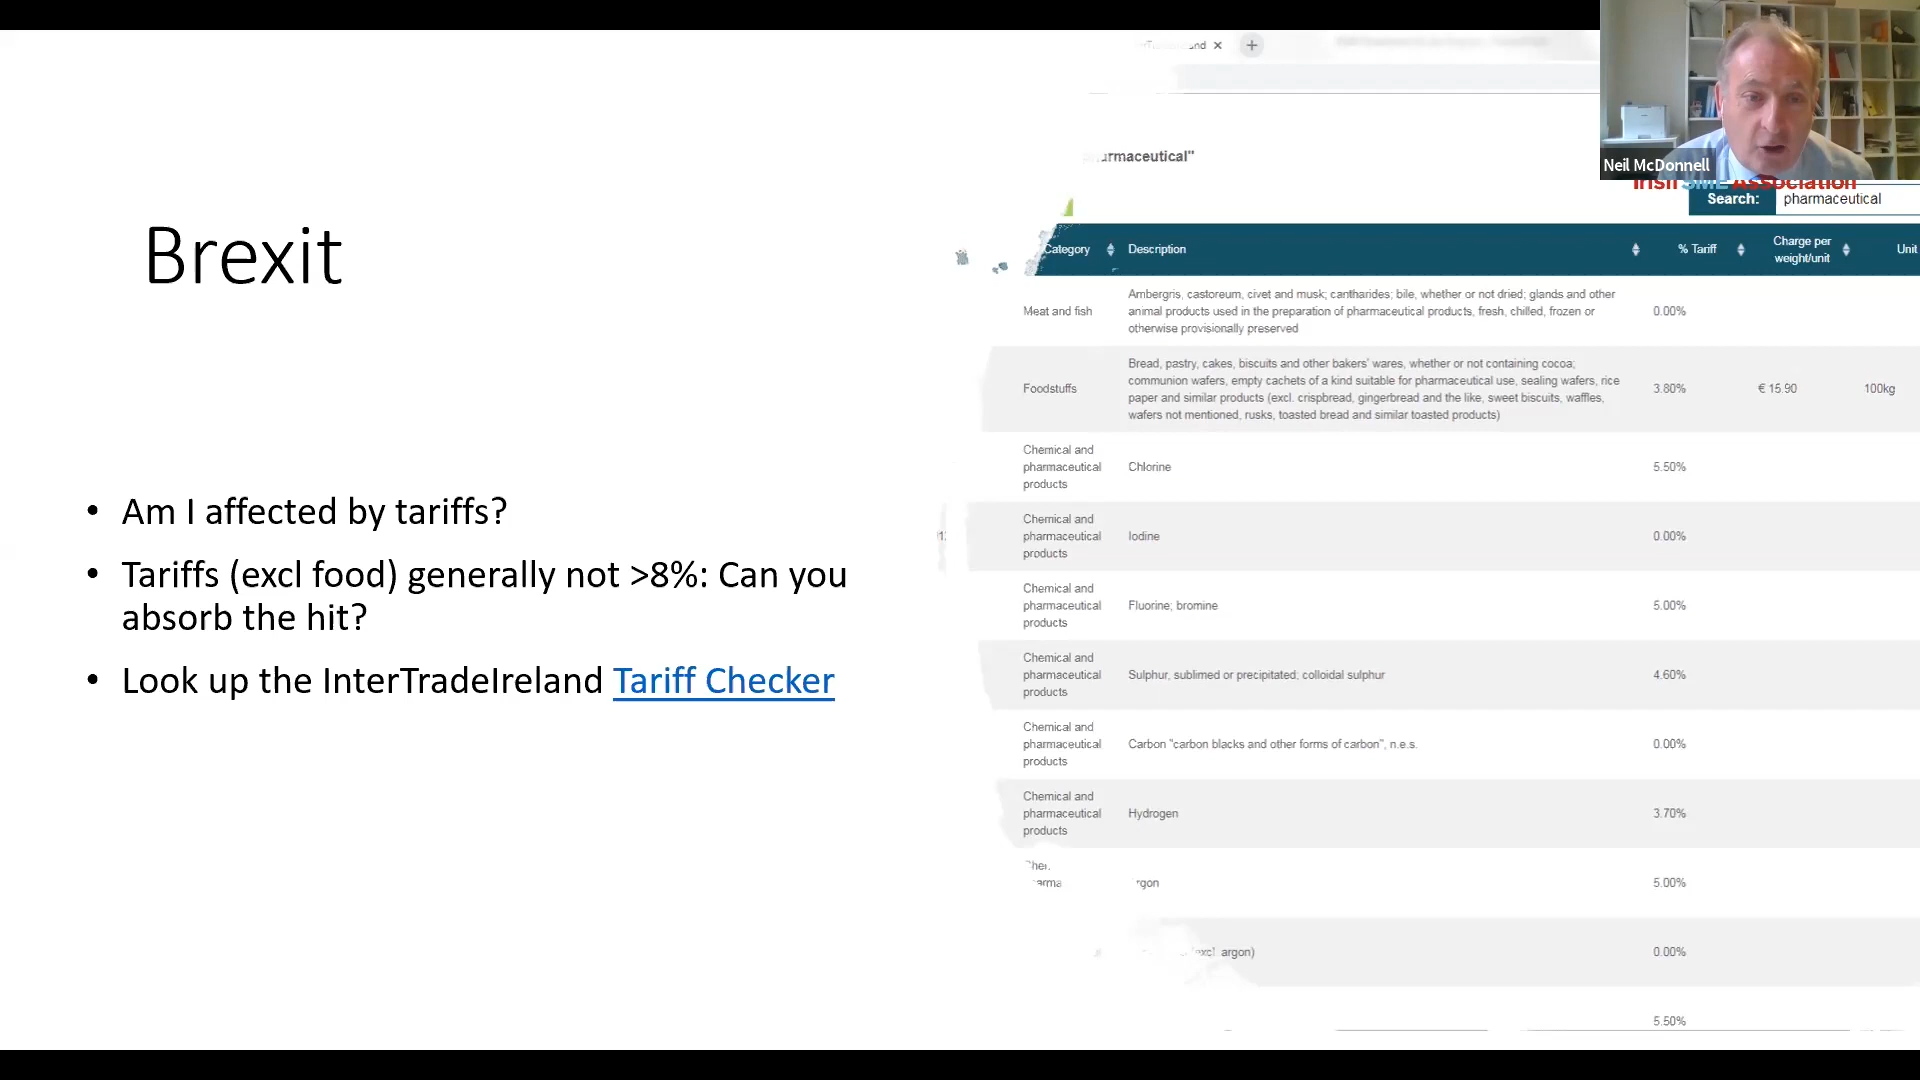 Neil McDonnell
Irish SME Association
Brexit
• Am I affected by tariffs?
• Tariffs (excl food) generally not >8%: Can you
absorb the hit?
• Look up the InterTradeIreland Tariff Checker
Search: pharmaceutical
Category Description % Tariff Charge per weight/unit Unit
Meat and fish
Ambergris, castoreum, civet and musk; cantharides; bile, whether or not dried; glands and other
animal products used in the preparation of pharmaceutical products, fresh, chilled, frozen or
otherwise provisionally preserved
0.00%
Foodstuffs
Bread, pastry, cakes, biscuits and other bakers' wares, whether or not containing cocoa;
communion wafers, empty cachets of a kind suitable for pharmaceutical use, sealing wafers, rice
paper and similar products (excl. crispbread, gingerbread and the like, sweet biscuits, waffles,
wafers not mentioned, rusks, toasted bread and similar toasted products)
3.80% € 15.90 100kg
Chemical and
pharmaceutical
products
Chlorine 5.50%
Chemical and
pharmaceutical
products
Iodine 0.00%
Chemical and
pharmaceutical
products
Fluorine; bromine 5.00%
Chemical and
pharmaceutical
products
Sulphur, sublimed or precipitated; colloidal sulphur 4.60%
Chemical and
pharmaceutical
products
Carbon "carbon blacks and other forms of carbon", n.e.s. 0.00%
Chemical and
pharmaceutical
products
Hydrogen 3.70%
5.00%
argon) 0.00%
5.50%